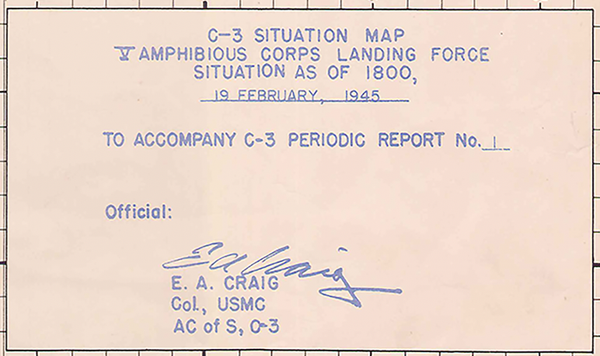 C-3 SITUATION MAP
V AMPHIBIOUS CORPS LANDING FORCE
SITUATION AS OF 1800,
19 FEBRUARY, 1945
TO ACCOMPANY C-3 PERIODIC REPORT No. 1
Official:
E A Craig
E. A. CRAIG
Col., USMC
AC of S, C-3